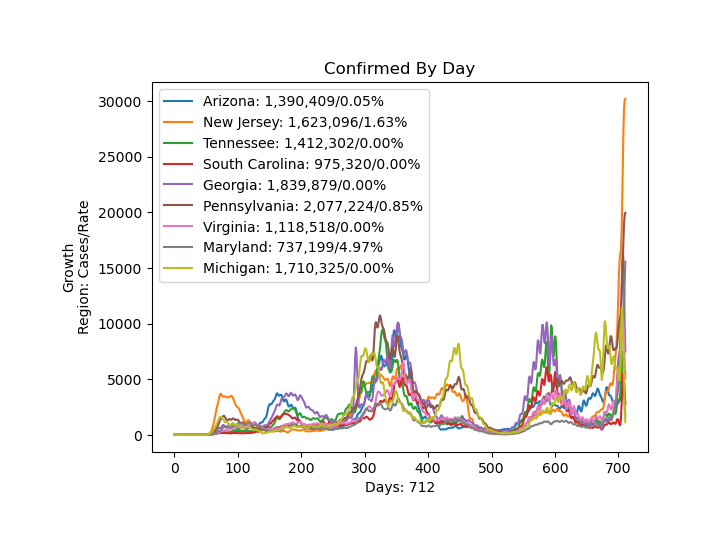 Confirmed By Day
Growth
Region: Cases/Rate
30000
25000
20000
15000
10000
5000
0
Arizona: 1,390,409/0.05%
New Jersey: 1,623,096/1.63%
Tennessee: 1,412,302/0.00%
South Carolina: 975,320/0.00%
Georgia: 1,839,879/0.00%
Pennsylvania: 2,077,224/0.85%
Virginia: 1,118,518/0.00%
Maryland: 737,199/4.97%
Michigan: 1,710,325/0.00%
0 100 200 300 400 500 600 700
Days: 712